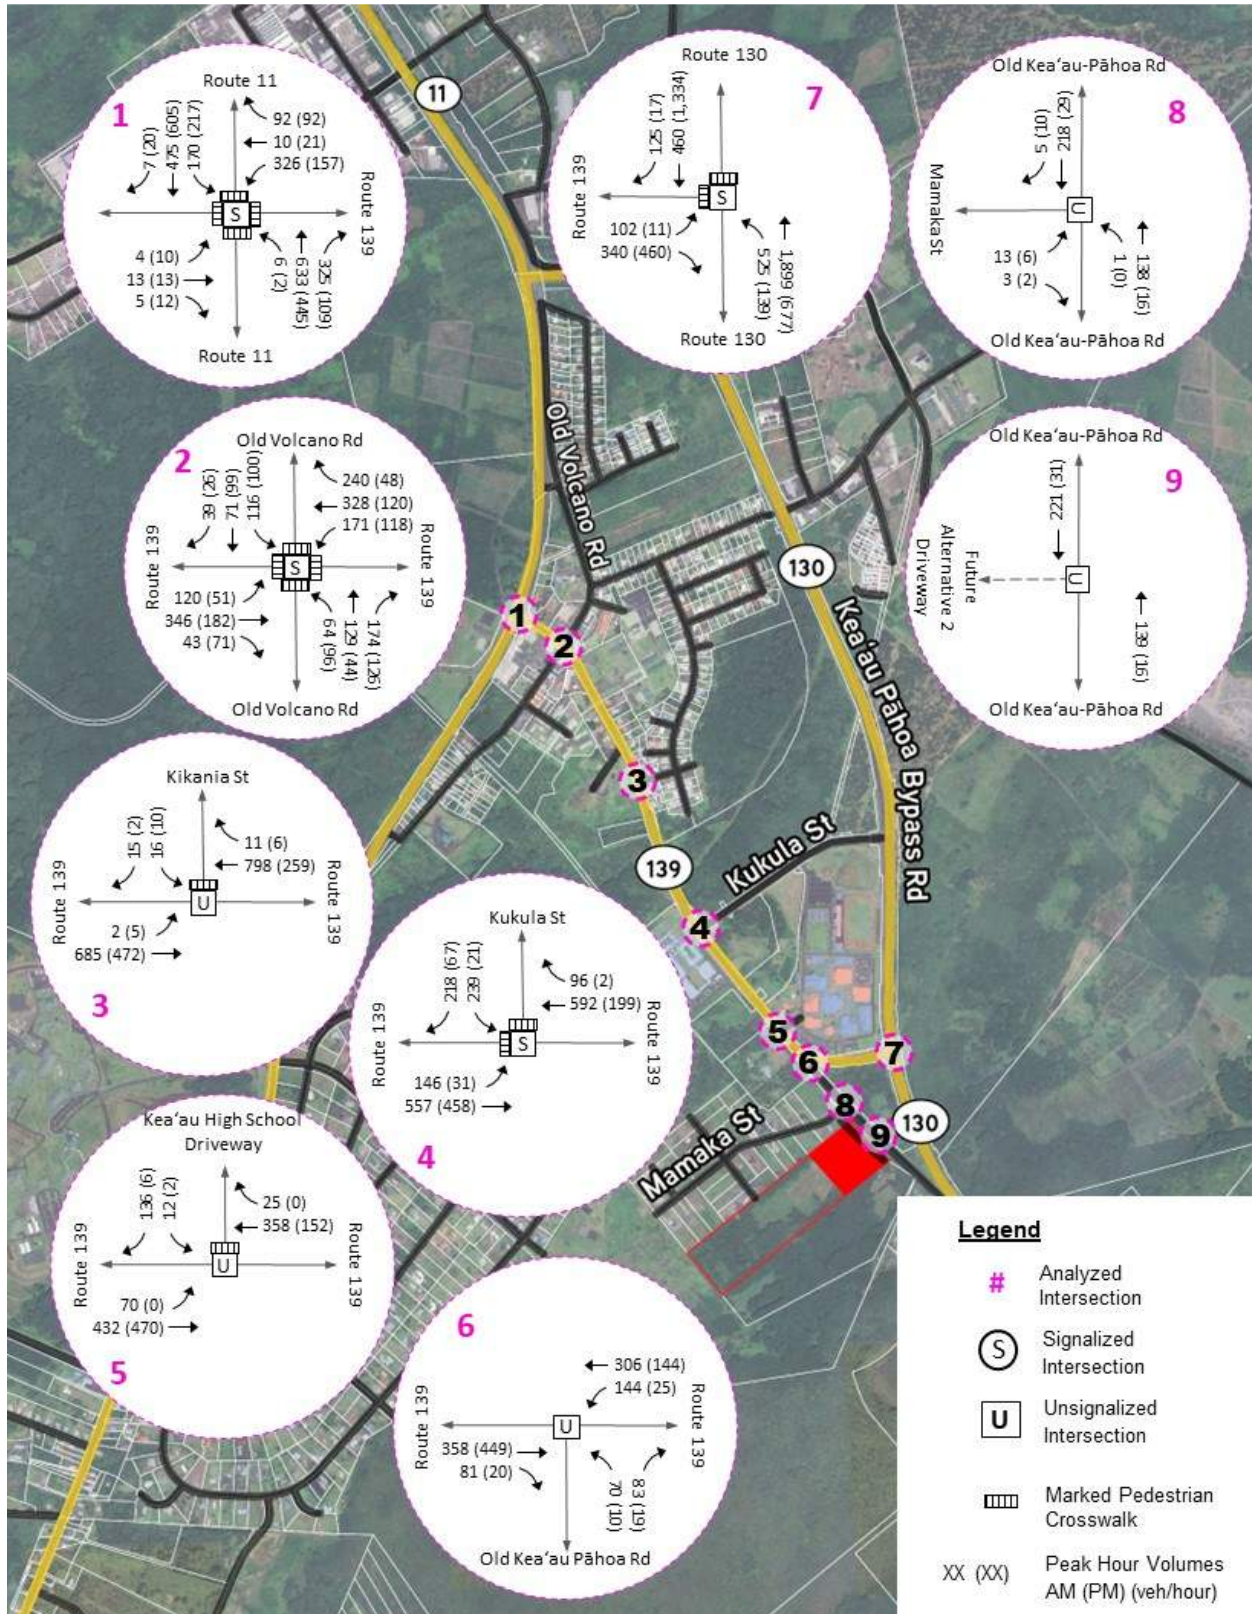 1
Route 11
7 (20)
475 (605)
170 (217)
92 (92)
10 (21)
326 (157)
S
Route 139
4 (10)
13 (13)
5 (12)
6 (2)
633 (445)
325 (109)
Route 11
2
Old Volcano Rd
39 (26)
71 (99)
116 (100)
240 (48)
328 (120)
171 (118)
Route 139
S
Route 139
120 (51)
346 (182)
43 (71)
64 (96)
129 (44)
174 (126)
Old Volcano Rd
Kikania St
15 (2)
16 (10)
11 (6)
798 (259)
Route 139
U
Route 139
2 (5)
685 (472)
3
Kukula St
218 (67)
239 (21)
96 (2)
592 (199)
Route 139
S
Route 139
146 (31)
557 (458)
4
Kea‘au High School
Driveway
136 (6)
12 (2)
25 (0)
358 (152)
Route 139
U
Route 139
70 (0)
432 (470)
5
6
306 (144)
144 (25)
Route 139
U
Route 139
358 (449)
81 (20)
70 (10)
83 (19)
Old Kea‘au Pāhoa Rd
7
Route 130
125 (17)
460 (1,334)
Route 139
S
102 (11)
340 (460)
525 (139)
1,899 (677)
Route 130
8
Old Kea‘au-Pāhoa Rd
5 (10)
218 (29)
Mamaka St
U
13 (6)
3 (2)
1 (0)
138 (16)
Old Kea‘au-Pāhoa Rd
9
Old Kea‘au-Pāhoa Rd
221 (31)
Future
Alternative 2
Driveway
U
139 (16)
Old Kea‘au-Pāhoa Rd
11
Old Volcano Rd
130
Kea‘au Pāhoa Bypass Rd
1
2
3
139
Kukula St
4
5
6
7
8
9
130
Mamaka St
Legend
# Analyzed
Intersection
S Signalized
Intersection
U Unsignalized
Intersection
Marked Pedestrian
Crosswalk
XX (XX) Peak Hour Volumes
AM (PM) (veh/hour)